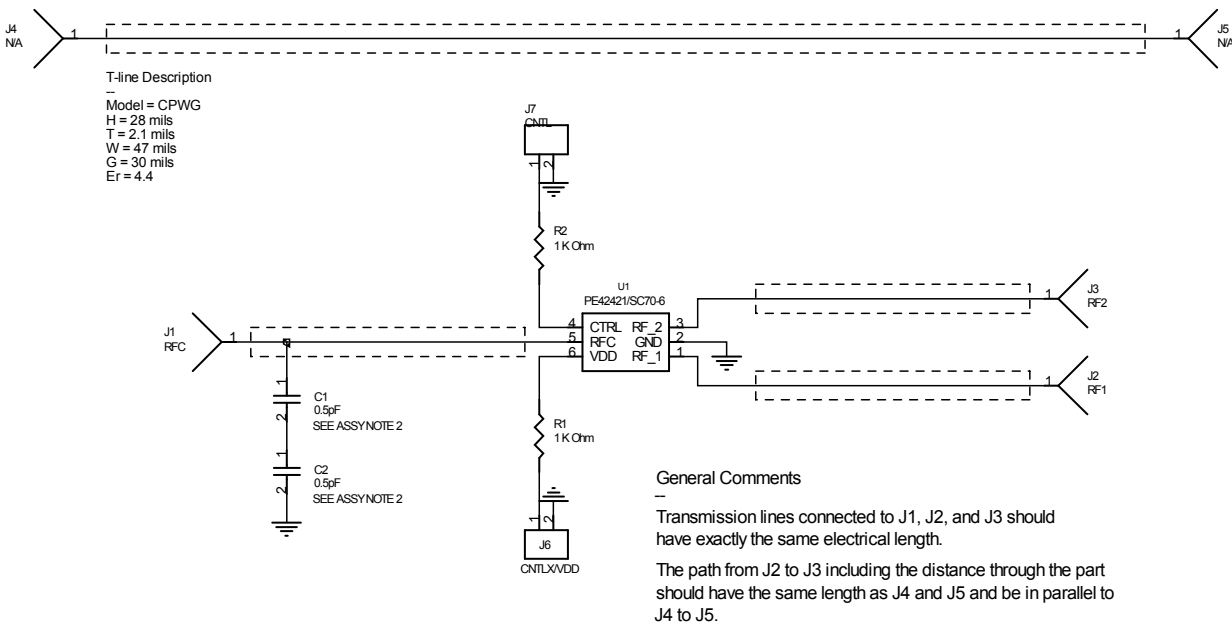 J4
N/A
1
1
J5
N/A
T-line Description
--
Model = CPWG
H = 28 mils
T = 2.1 mils
W = 47 mils
G = 30 mils
Er = 4.4
J7
CNTL
1
2
R2
1 K Ohm
U1
PE42421/SC70-6
J1
RFC
1
4 CTRL RF_2 3
5 RFC GND 2
6 VDD RF_1 1
1
J3
RF2
1
J2
RF1
1
2
C1
0.5pF
SEE ASSY NOTE 2
1
2
C2
0.5pF
SEE ASSY NOTE 2
R1
1 K Ohm
1
2
J6
CNTLX/VDD
General Comments
--
Transmission lines connected to J1, J2, and J3 should
have exactly the same electrical length.
The path from J2 to J3 including the distance through the part
should have the same length as J4 and J5 and be in parallel to
J4 to J5.